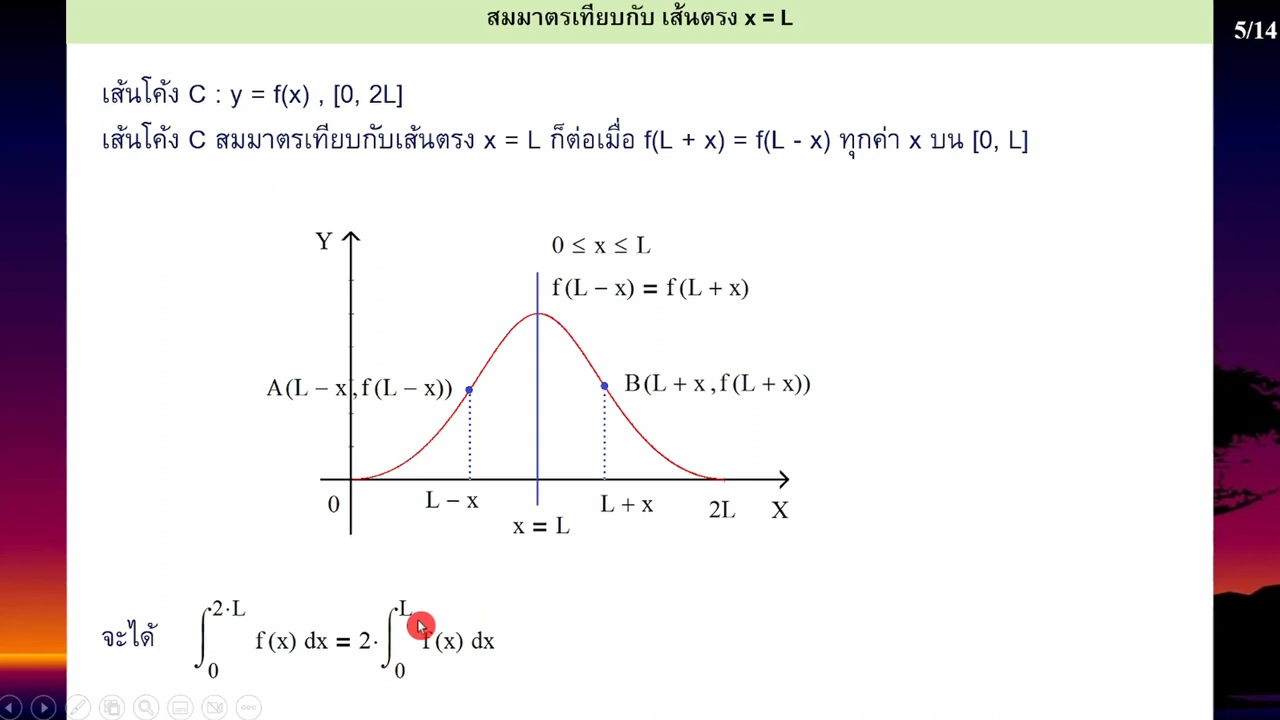 สมมาตรเทียบกับ เส้นตรง x = L
5/14
เส้นโค้ง C : y = f(x) , [0, 2L]
เส้นโค้ง C สมมาตรเทียบกับเส้นตรง x = L ก็ต่อเมื่อ f(L + x) = f(L - x) ทุกค่า x บน [0, L]
Y
0 ≤ x ≤ L
f(L − x) = f(L + x)
A(L − x, f(L − x))
B(L + x, f(L + x))
0
L − x
L + x
2L
X
x = L
จะได้ ∫₀^{2·L} f(x) dx = 2· ∫₀^{L} f(x) dx